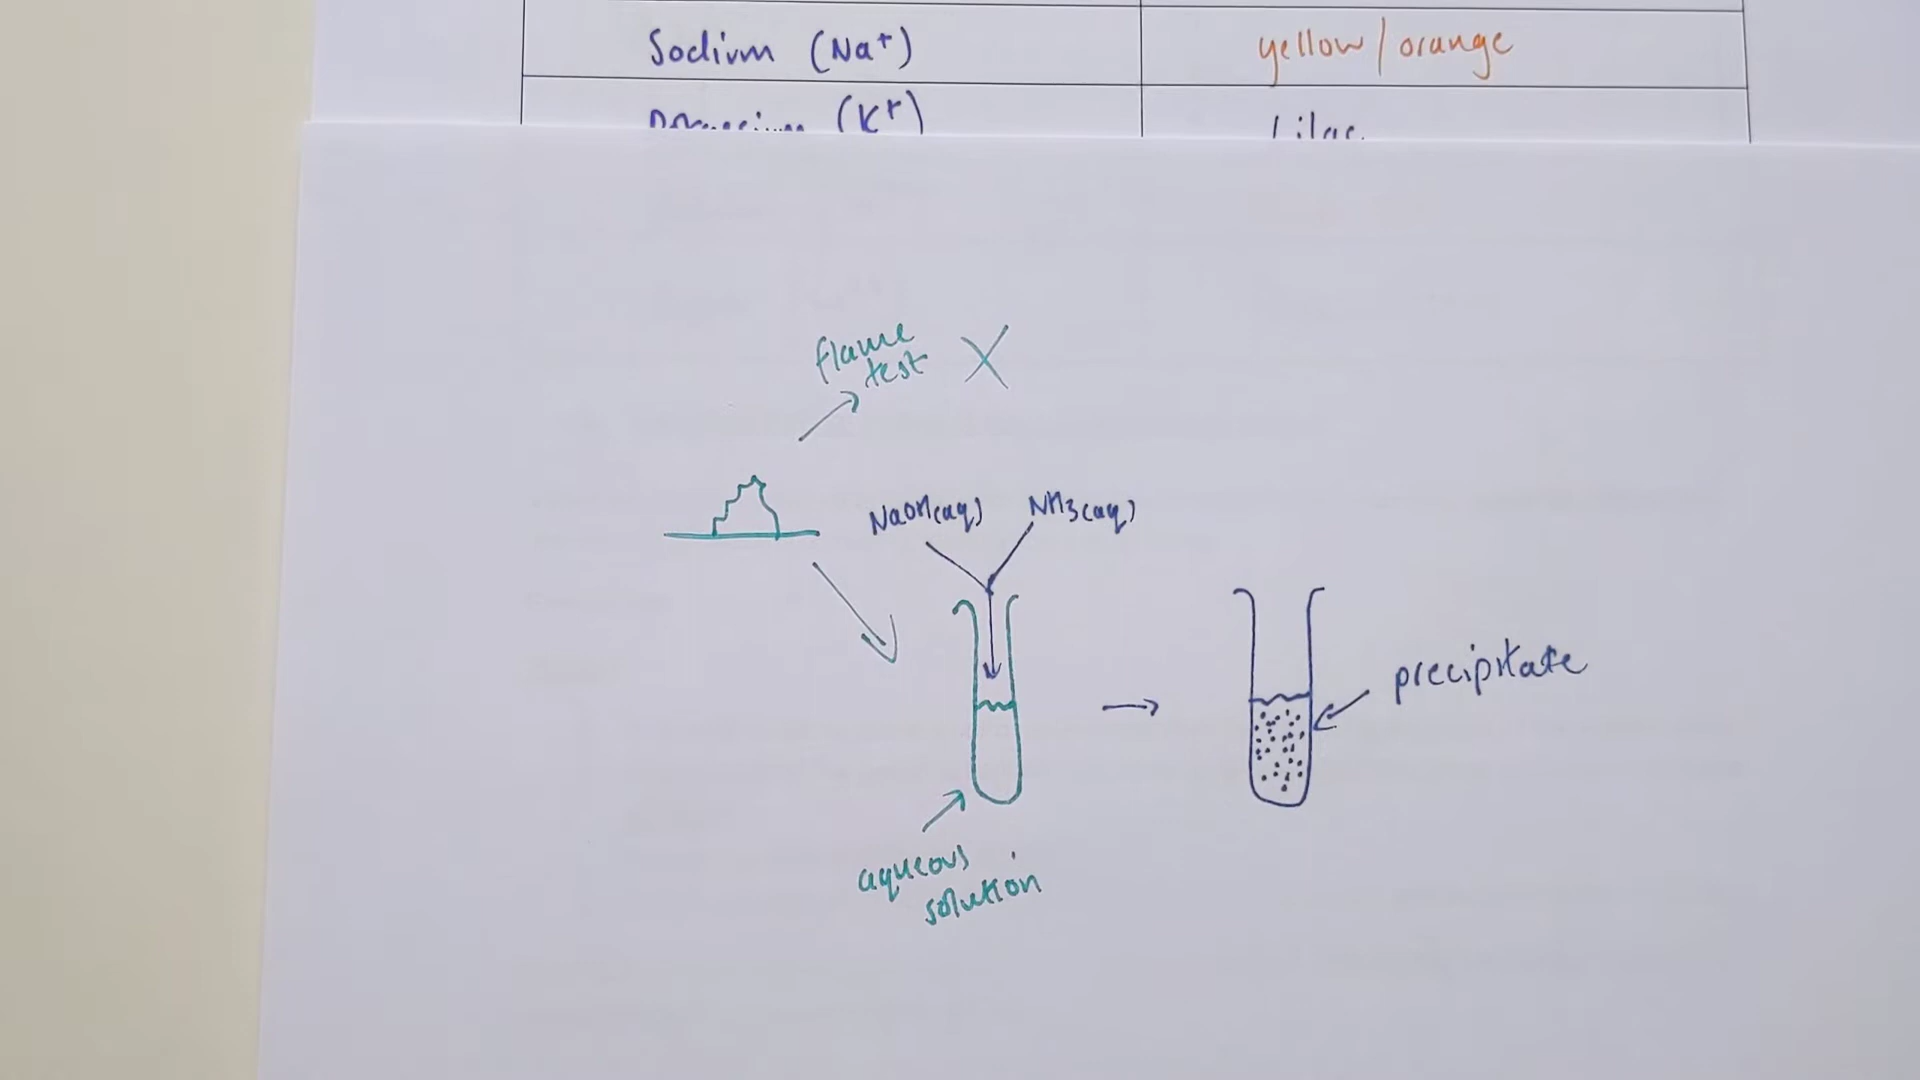 Sodium (Na+)
yellow/orange
(K+)
flame
test X
NaOH(aq)
NH3(aq)
precipitate
aqueous
solution